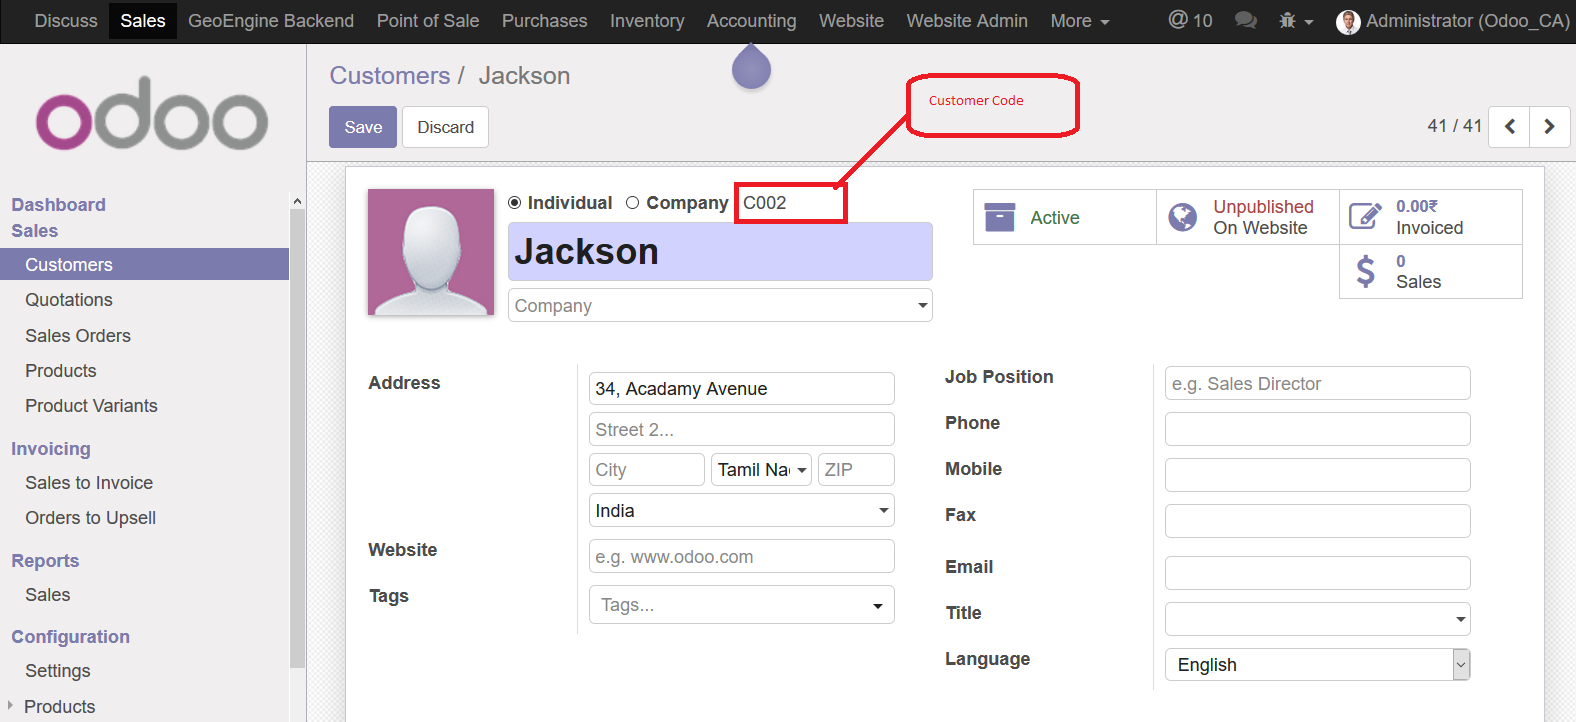 Discuss Sales GeoEngine Backend Point of Sale Purchases Inventory Accounting Website Website Admin More @ 10 Administrator (Odoo_CA)
odoo
Customers / Jackson
Customer Code
Save Discard
41 / 41
Dashboard
Sales
Customers
Quotations
Sales Orders
Products
Product Variants
Invoicing
Sales to Invoice
Orders to Upsell
Reports
Sales
Configuration
Settings
Products
Individual Company C002
Jackson
Company
Active
Unpublished
On Website
0.00₹
Invoiced
0
Sales
Address
34, Acadamy Avenue
Street 2...
City Tamil Na ZIP
India
Website e.g. www.odoo.com
Tags Tags...
Job Position e.g. Sales Director
Phone
Mobile
Fax
Email
Title
Language English